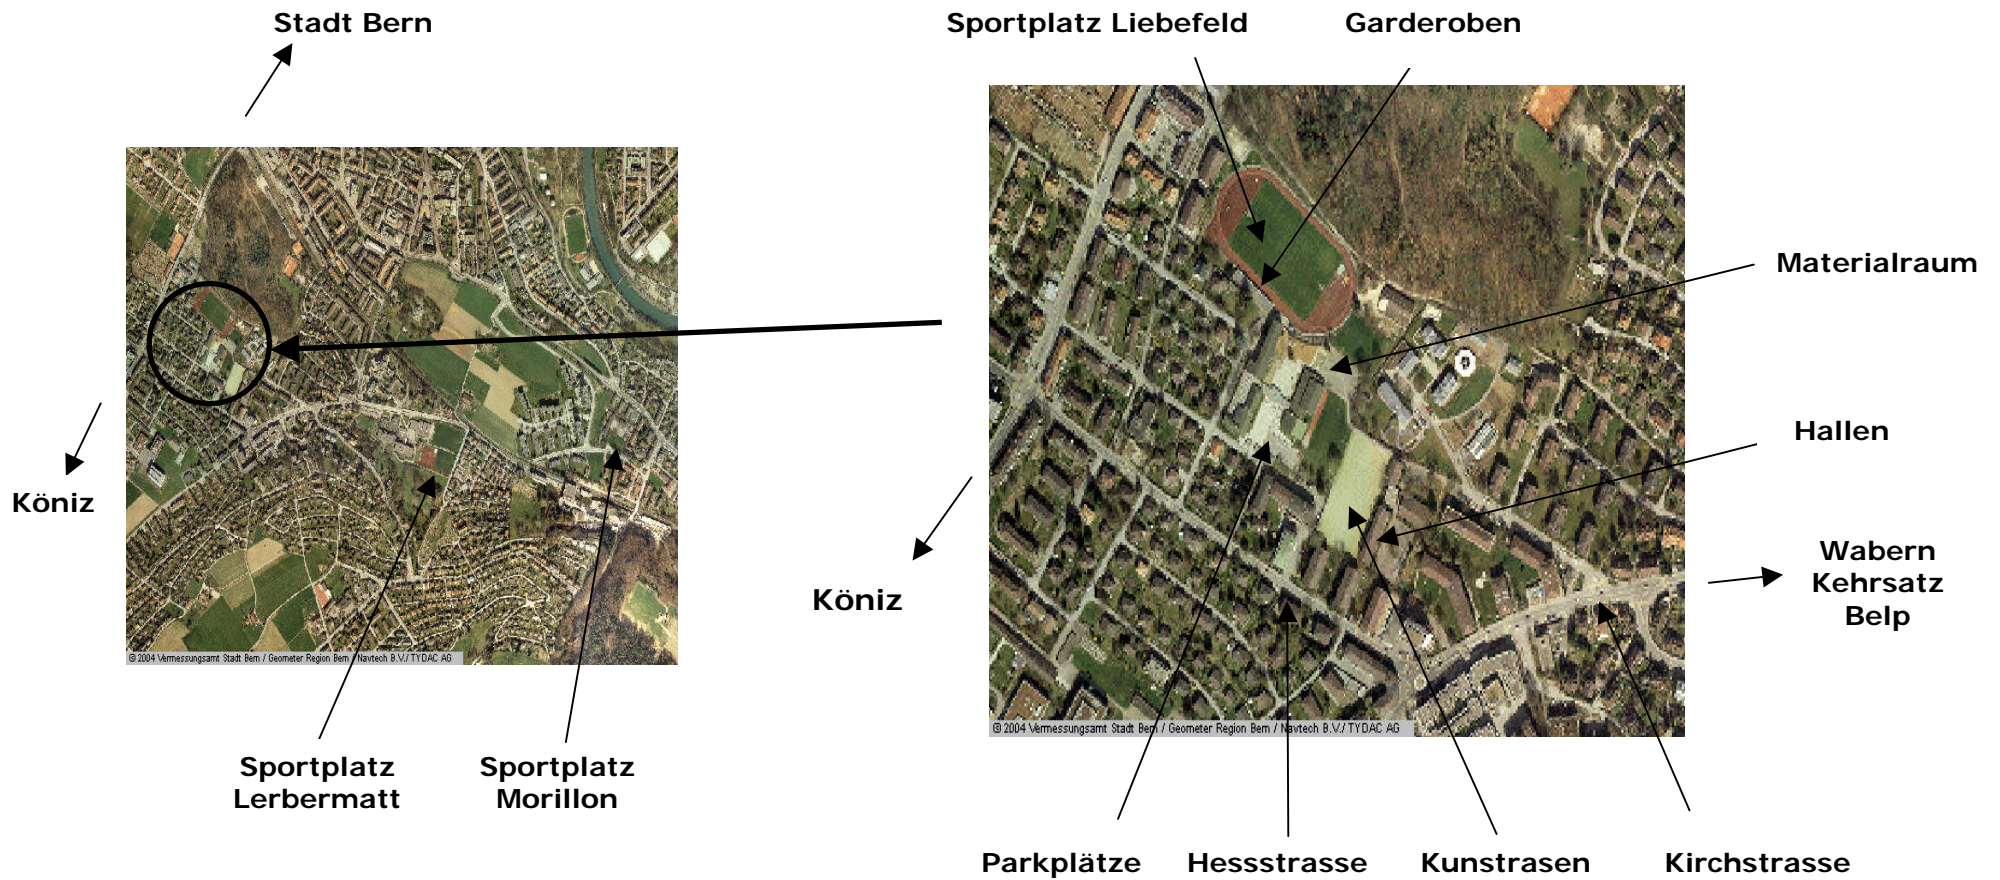 Stadt Bern
Sportplatz Liebefeld
Garderoben
Materialraum
Hallen
Köniz
Köniz
Wabern
Kehrsatz
Belp
© 2004 Vermessungsamt Stadt Bern / Geometer Region Bern / Navtech B.V./ TYDAC AG
© 2004 Vermessungsamt Stadt Bern / Geometer Region Bern / Navtech B.V./ TYDAC AG
Sportplatz
Lerbermatt
Sportplatz
Morillon
Parkplätze
Hessstrasse
Kunstrasen
Kirchstrasse